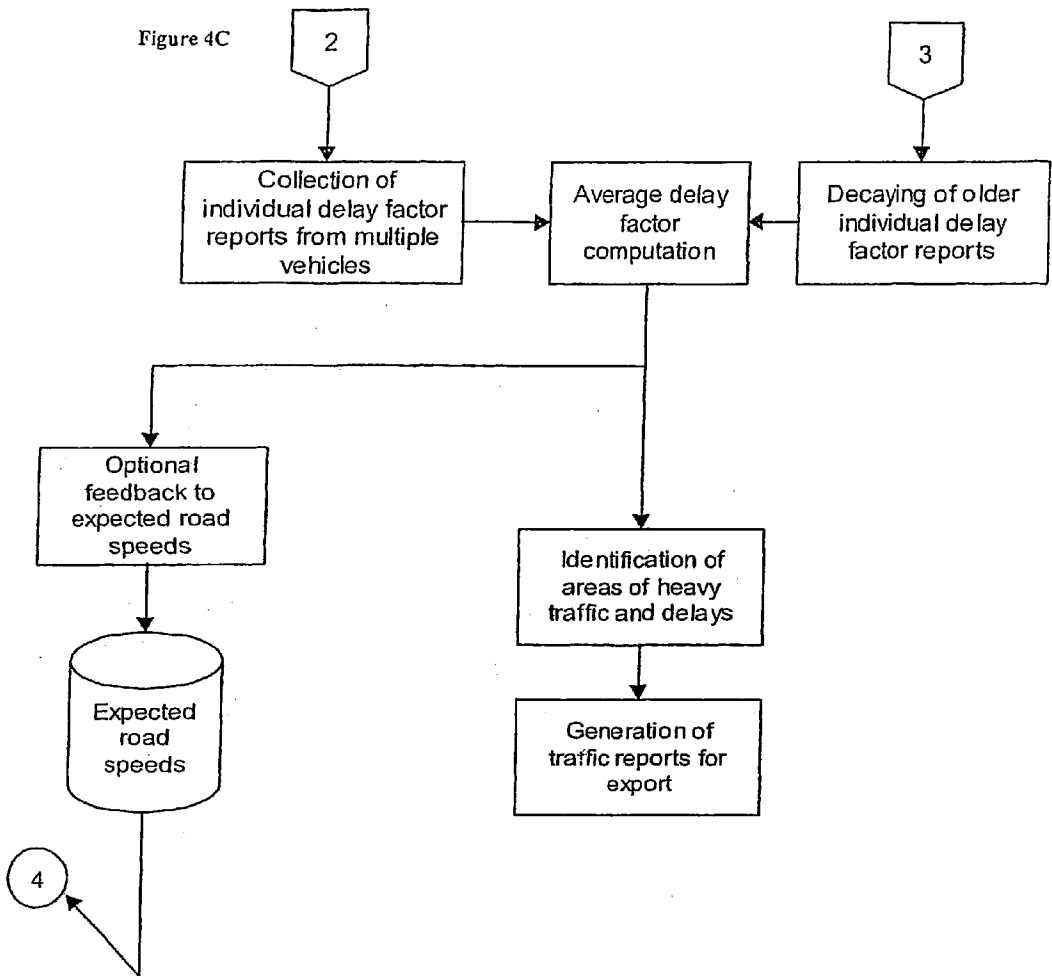 Figure 4C
2
3
Collection of
individual delay factor
reports from multiple
vehicles
Average delay
factor
computation
Decaying of older
individual delay
factor reports
Optional
feedback to
expected road
speeds
Identification of
areas of heavy
traffic and delays
Expected
road
speeds
Generation of
traffic reports for
export
4